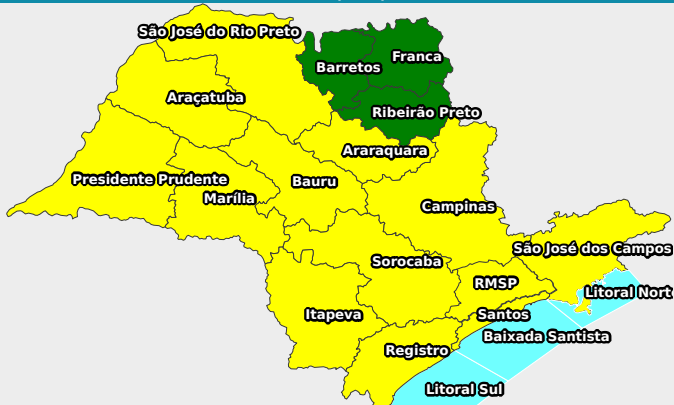 São José do Rio Preto
Franca
Barretos
Araçatuba
Ribeirão Preto
Araraquara
Presidente Prudente
Bauru
Marília
Campinas
São José dos Campos
Sorocaba
RMSP
Litoral Nort
Itapeva
Santos
Baixada Santista
Registro
Litoral Sul